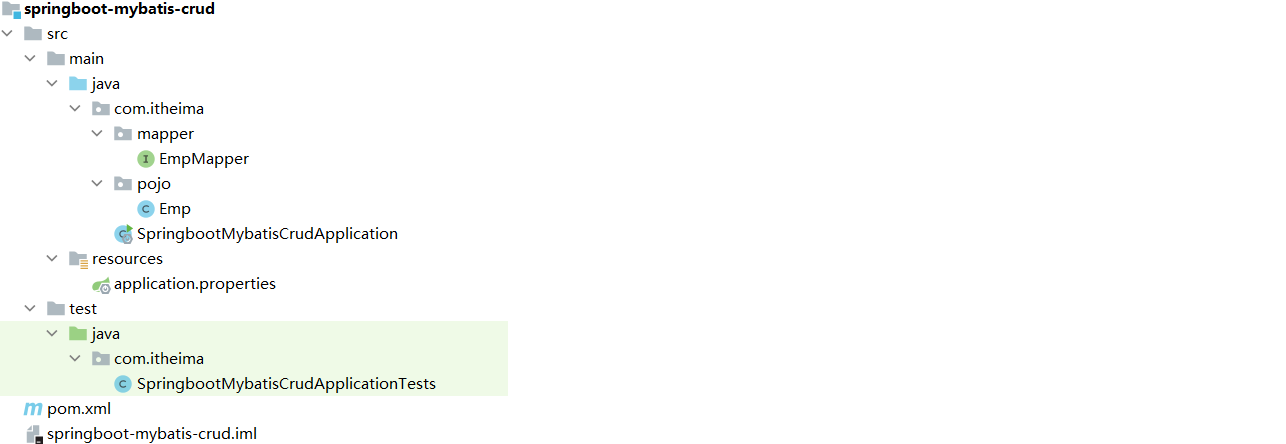 springboot-mybatis-crud
src
main
java
com.itheima
mapper
EmpMapper
pojo
Emp
SpringbootMybatisCrudApplication
resources
application.properties
test
java
com.itheima
SpringbootMybatisCrudApplicationTests
pom.xml
springboot-mybatis-crud.iml